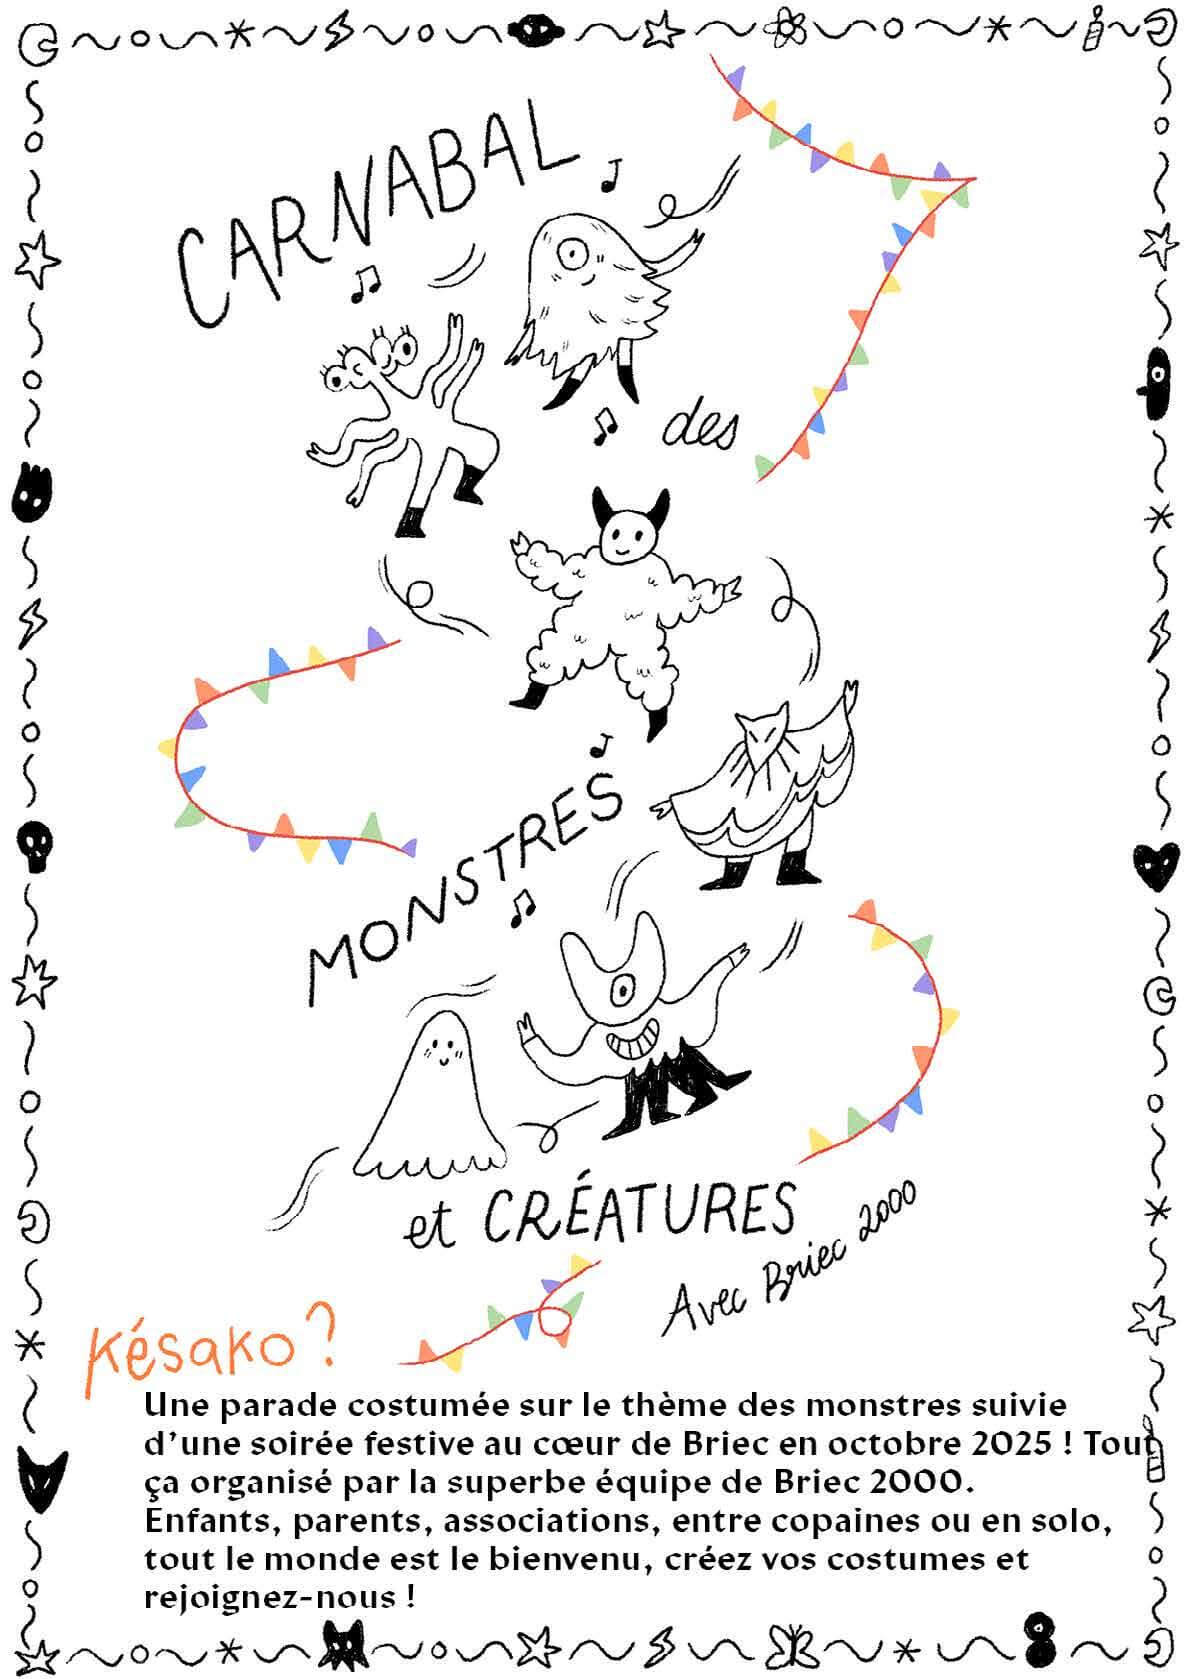 CARNABAL
des
MONSTRES
et CRÉATURES
Avec Briec 2000
Késako ?
Une parade costumée sur le thème des monstres suivie
d’une soirée festive au cœur de Briec en octobre 2025 ! Tout
ça organisé par la superbe équipe de Briec 2000.
Enfants, parents, associations, entre copaines ou en solo,
tout le monde est le bienvenu, créez vos costumes et
rejoignez-nous !